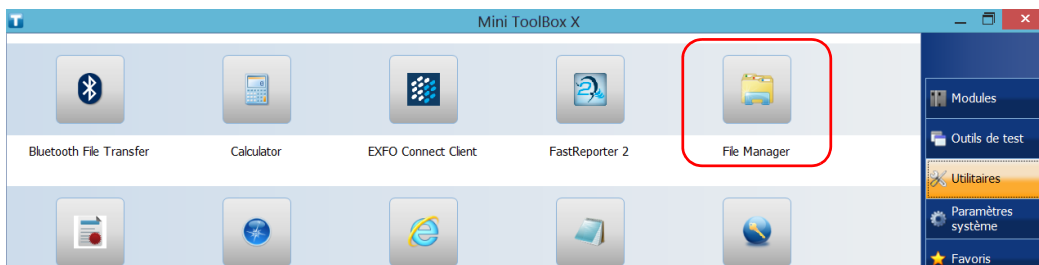 Mini ToolBox X
Bluetooth File Transfer
Calculator
EXFO Connect Client
FastReporter 2
File Manager
Modules
Outils de test
Utilitaires
Paramètres
système
Favoris